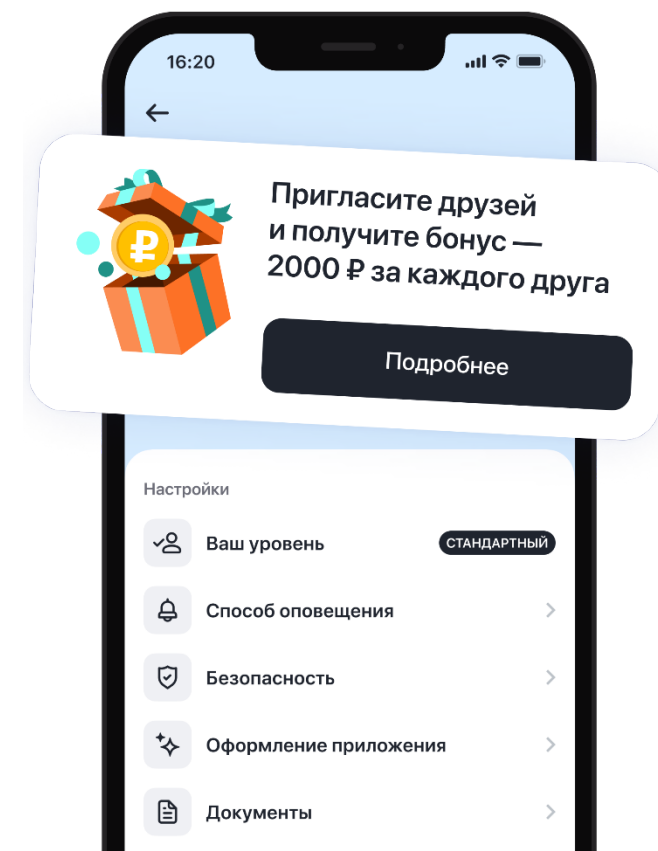 16:20
Пригласите друзей
и получите бонус —
2000 ₽ за каждого друга
Подробнее
Настройки
Ваш уровень
СТАНДАРТНЫЙ
Способ оповещения
Безопасность
Оформление приложения
Документы